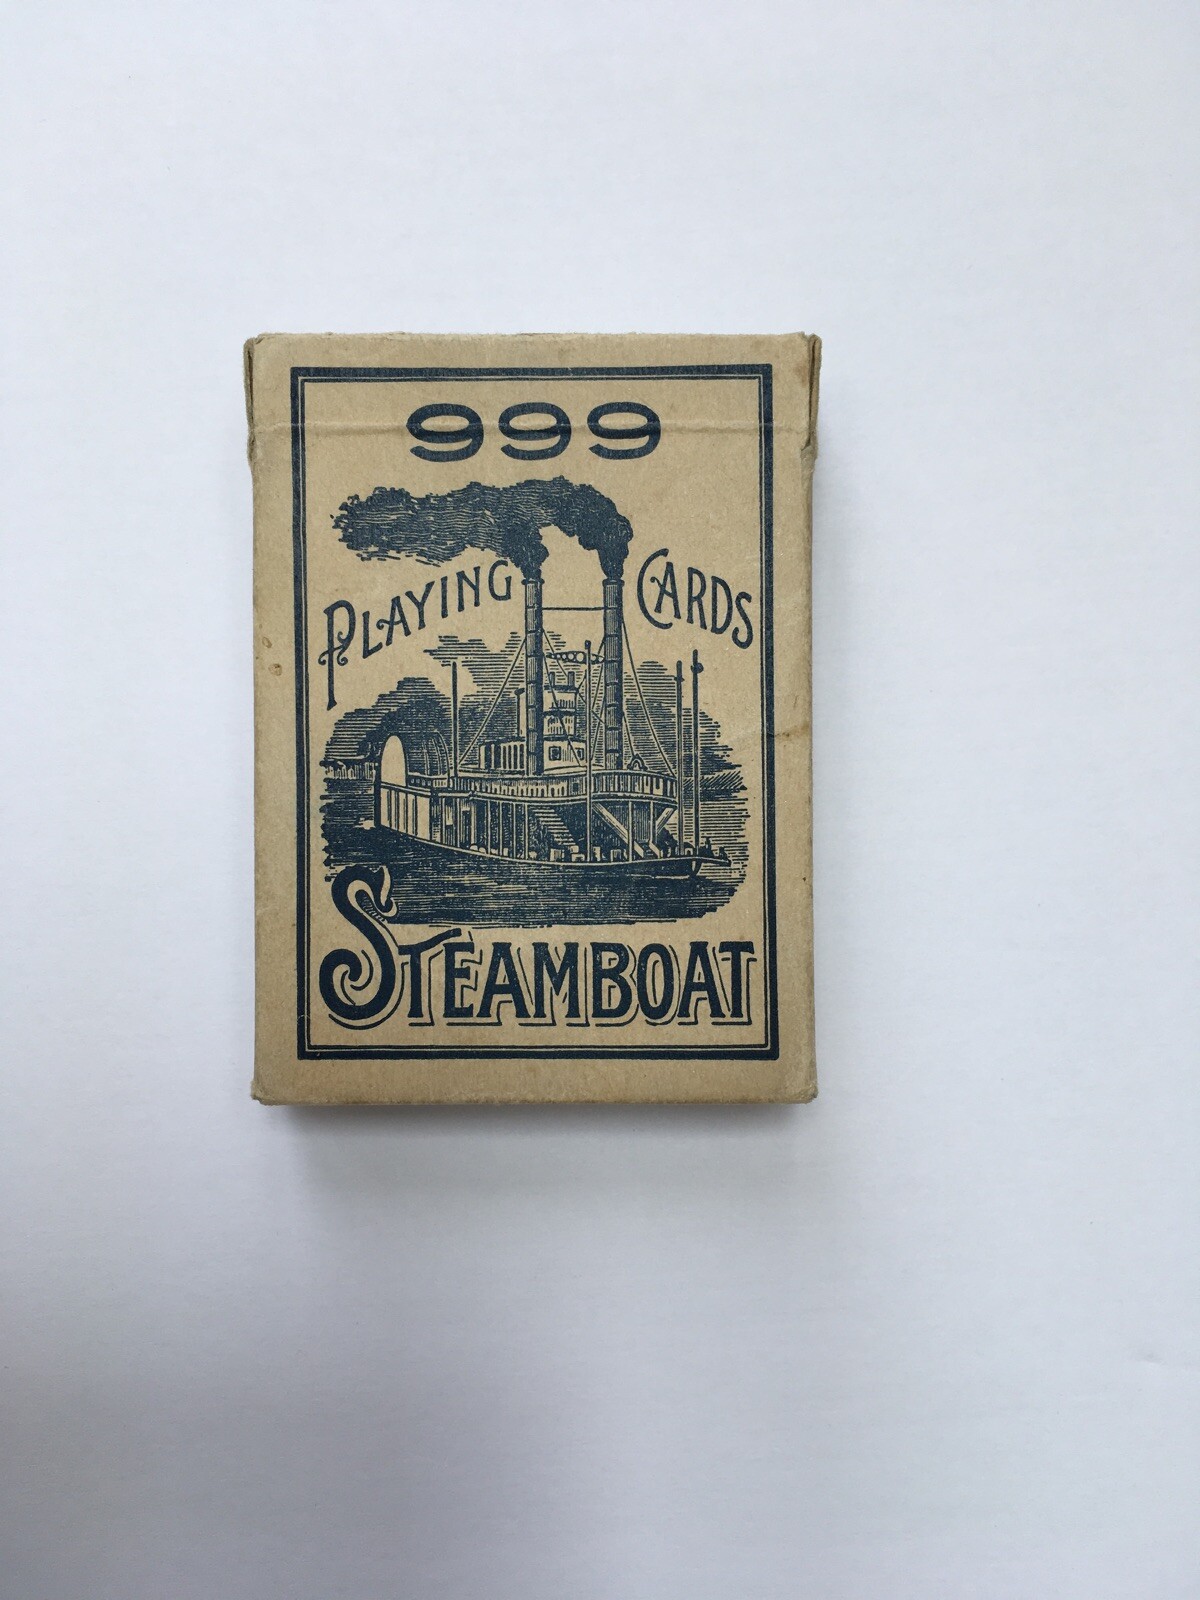 999
PLAYING CARDS
STEAMBOAT